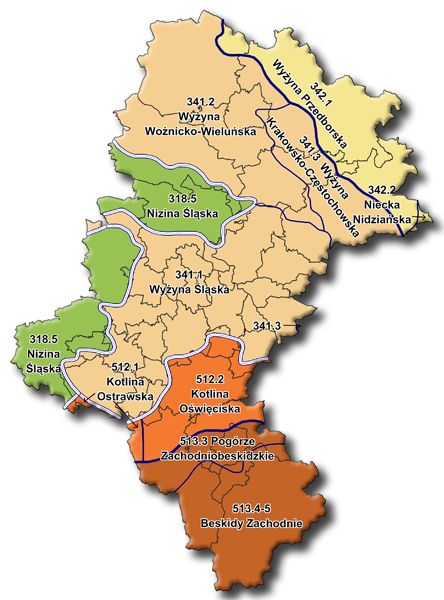 342.1
Wyżyna Przedborska
341.2
Wyżyna
Woźnicko-Wieluńska
341.3 Wyżyna
Krakowsko-Częstochowska
342.2
Niecka
Nidziańska
318.5
Nizina Śląska
341.1
Wyżyna Śląska
341.3
318.5
Nizina
Śląska
512.1
Kotlina
Ostrawska
512.2
Kotlina
Oświęciska
513.3 Pogórze
Zachodniobeskidzkie
513.4-5
Beskidy Zachodnie